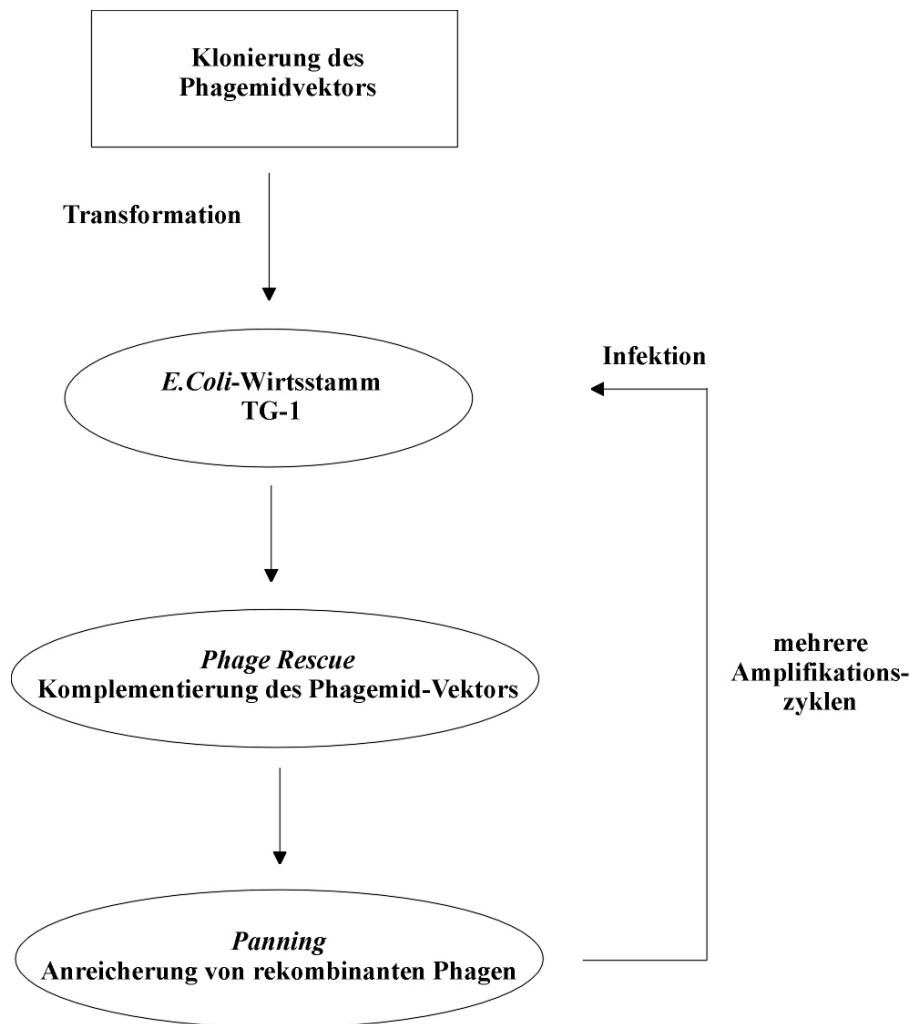 Klonierung des
Phagemidvektors
Transformation
E.Coli-Wirtsstamm
TG-1
Infektion
Phage Rescue
Komplementierung des Phagemid-Vektors
mehrere
Amplifikations-
zyklen
Panning
Anreicherung von rekombinanten Phagen